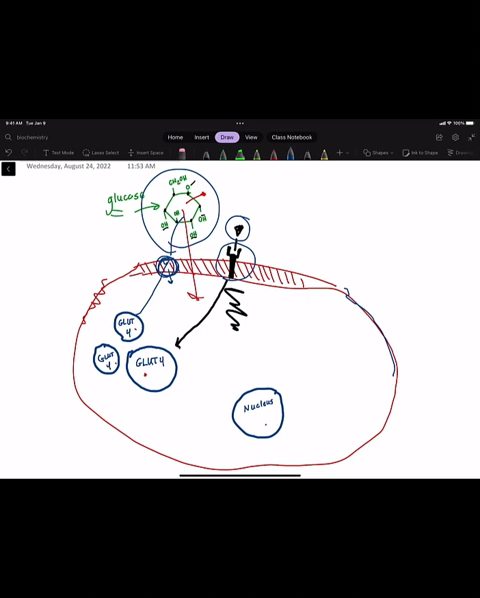 9:41 AM Tue Jan 9
100%
biochemistry
Home Insert Draw View Class Notebook
Text Mode Lasso Select Insert Space
Shapes Ink to Shape
Wednesday, August 24, 2022 11:53 AM
CH₂OH
glucose
O
OH
OH
OH
GLUT
4
GLUT
4
GLUT4
Nucleus